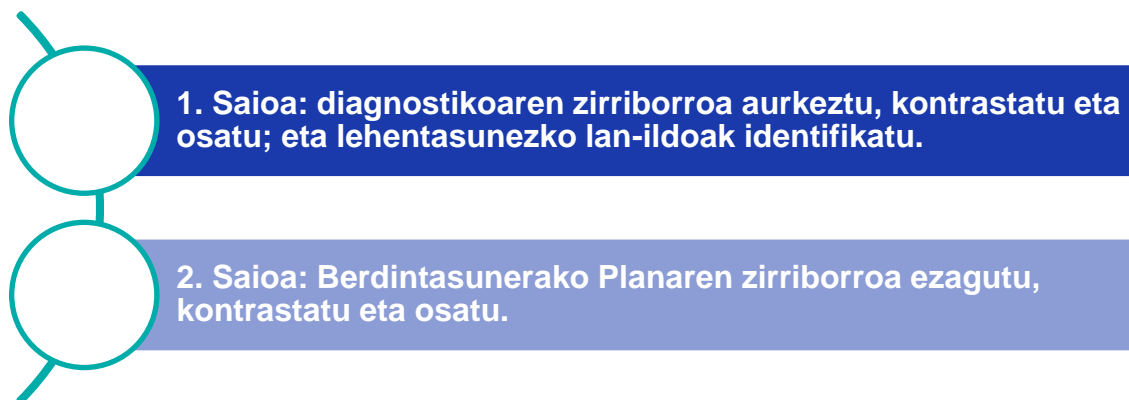 1. Saioa: diagnostikoaren zirriborroa aurkeztu, kontrastatu eta
osatu; eta lehentasunezko lan-ildoak identifikatu.
2. Saioa: Berdintasunerako Planaren zirriborroa ezagutu,
kontrastatu eta osatu.